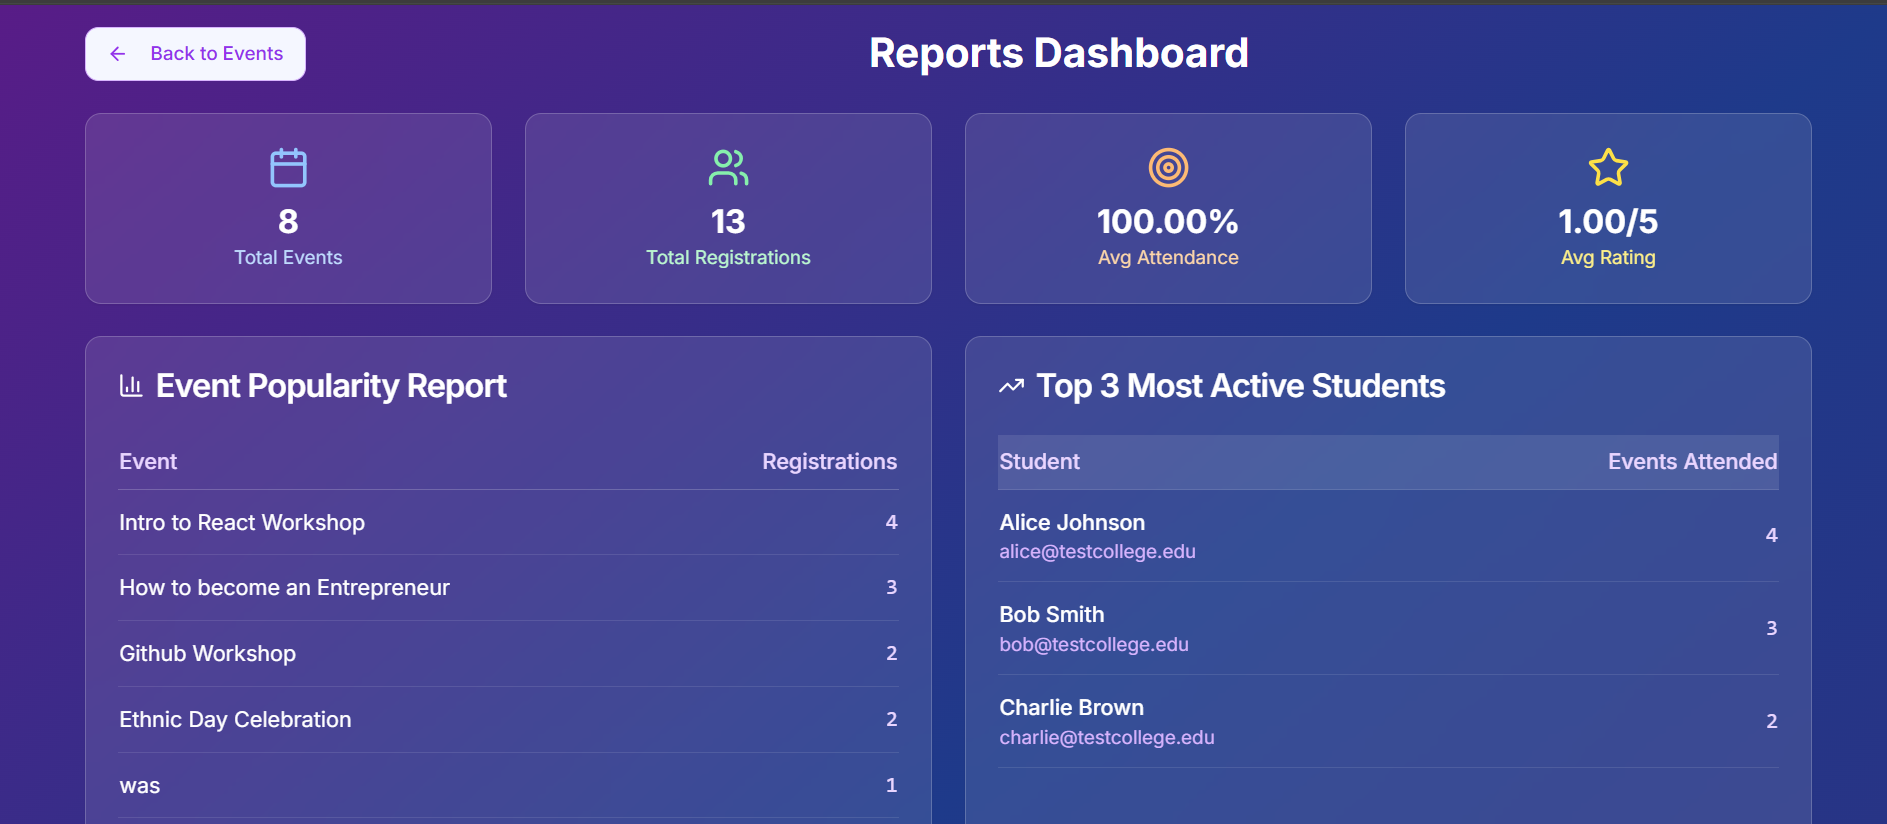 Back to Events
Reports Dashboard
8
Total Events
13
Total Registrations
100.00%
Avg Attendance
1.00/5
Avg Rating
Event Popularity Report
Event Registrations
Intro to React Workshop 4
How to become an Entrepreneur 3
Github Workshop 2
Ethnic Day Celebration 2
was 1
Top 3 Most Active Students
Student Events Attended
Alice Johnson
alice@testcollege.edu
4
Bob Smith
bob@testcollege.edu
3
Charlie Brown
charlie@testcollege.edu
2